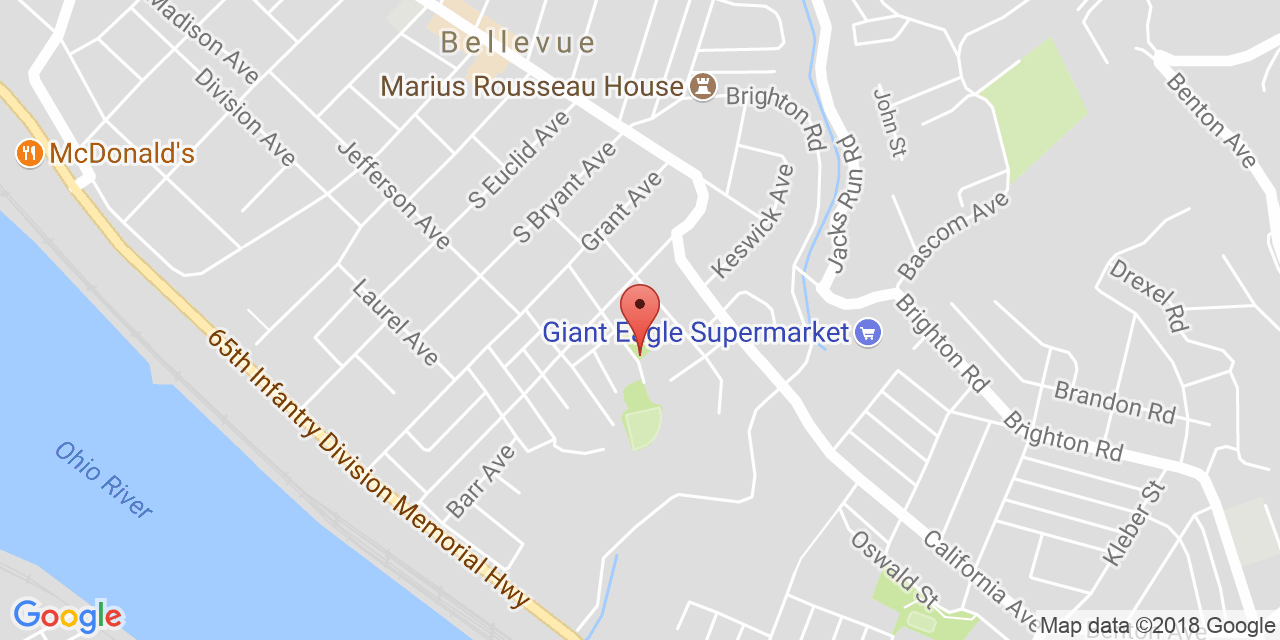 Madison Ave
Bellevue
Marius Rousseau House
Division Ave
Brighton Rd
John St
Benton Ave
McDonald's
Jefferson Ave
S Euclid Ave
S Bryant Ave
Grant Ave
Keswick Ave
Jacks Run Rd
Bascom Ave
Drexel Rd
Laurel Ave
Giant Eagle Supermarket
65th Infantry Division Memorial Hwy
Brighton Rd
Brandon Rd
Brighton Rd
Ohio River
Barr Ave
Kleber St
Oswald St
California Ave
Benton Ave
Google
Map data ©2018 Google